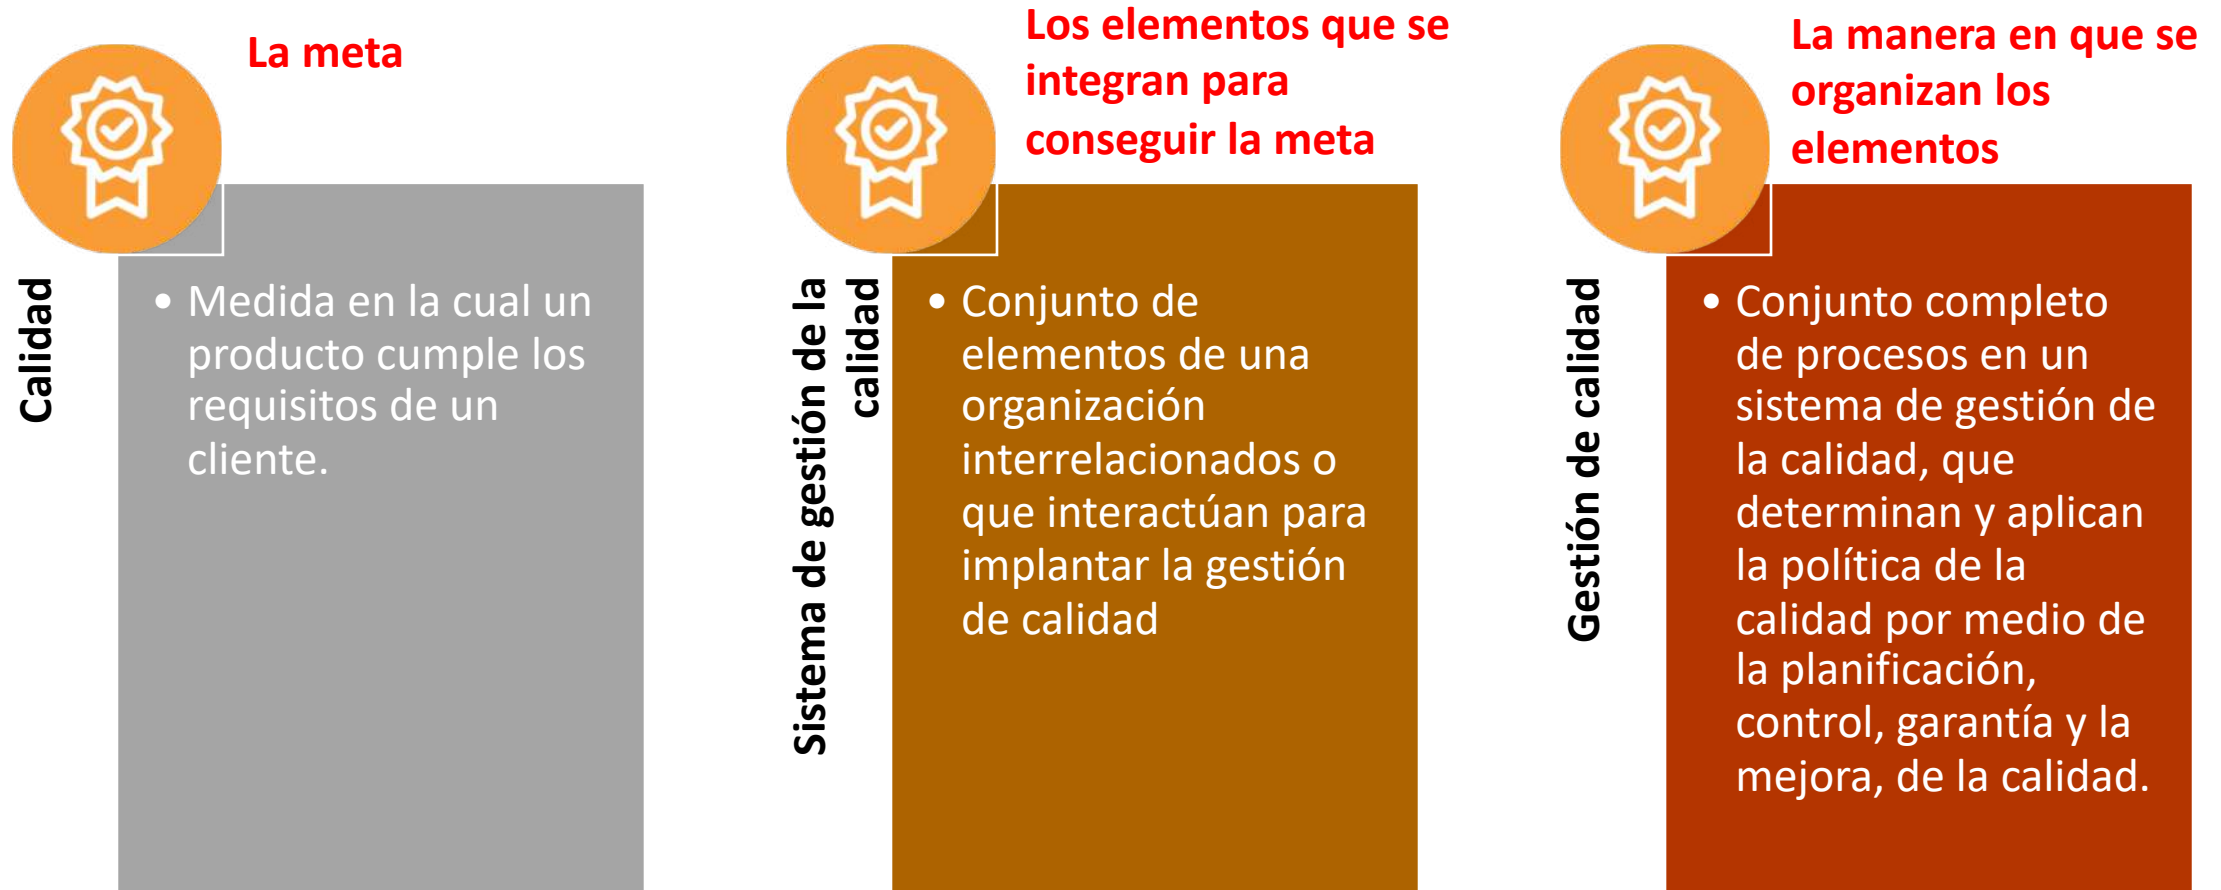 La meta
Calidad
• Medida en la cual un
producto cumple los
requisitos de un
cliente.
Los elementos que se
integran para
conseguir la meta
Sistema de gestión de la
calidad
• Conjunto de
elementos de una
organización
interrelacionados o
que interactúan para
implantar la gestión
de calidad
La manera en que se
organizan los
elementos
Gestión de calidad
• Conjunto completo
de procesos en un
sistema de gestión de
la calidad, que
determinan y aplican
la política de la
calidad por medio de
la planificación,
control, garantía y la
mejora, de la calidad.